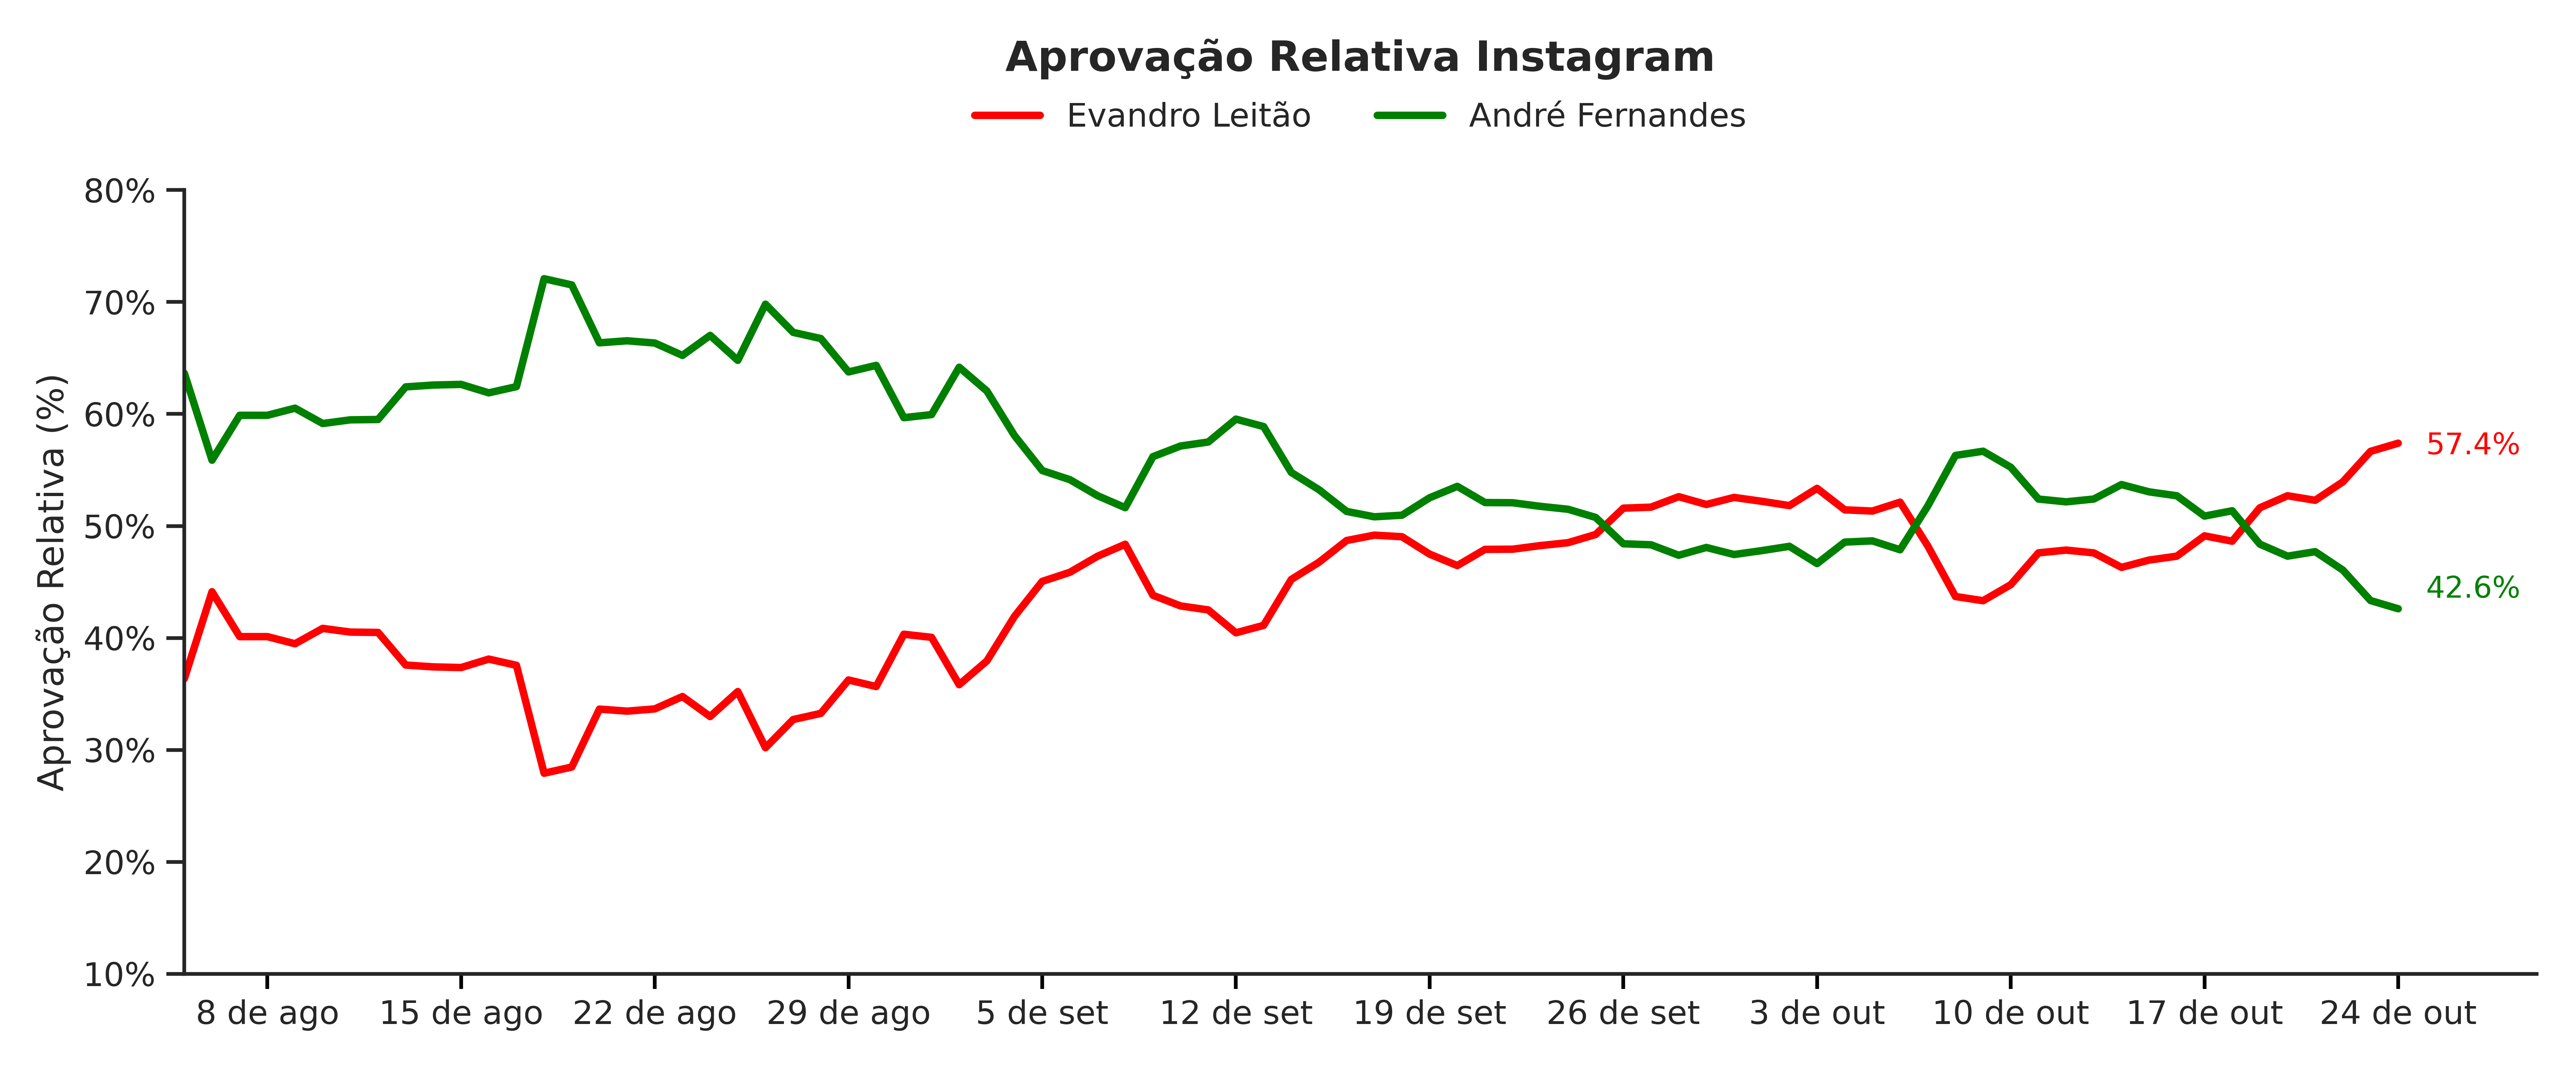 Aprovação Relativa Instagram
Evandro Leitão André Fernandes
Aprovação Relativa (%)
80%
70%
60%
50%
40%
30%
20%
10%
57.4%
42.6%
8 de ago 15 de ago 22 de ago 29 de ago 5 de set 12 de set 19 de set 26 de set 3 de out 10 de out 17 de out 24 de out